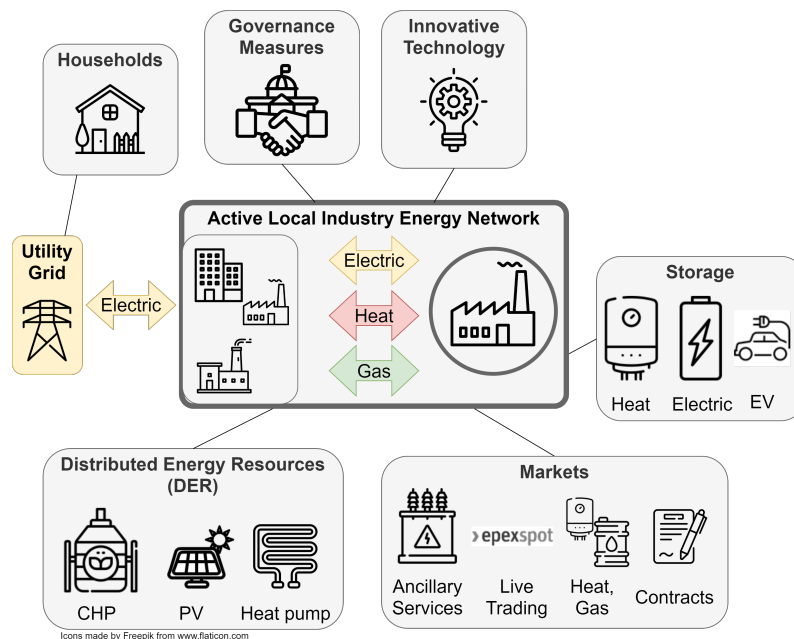 Households
Governance
Measures
Innovative
Technology
Active Local Industry Energy Network
Utility
Grid
Electric
Electric
Heat
Gas
Storage
Heat
Electric
EV
Distributed Energy Resources
(DER)
CHP
PV
Heat pump
Markets
epexspot
Ancillary
Services
Live
Trading
Heat,
Gas
Contracts
Icons made by Freepik from www.flaticon.com